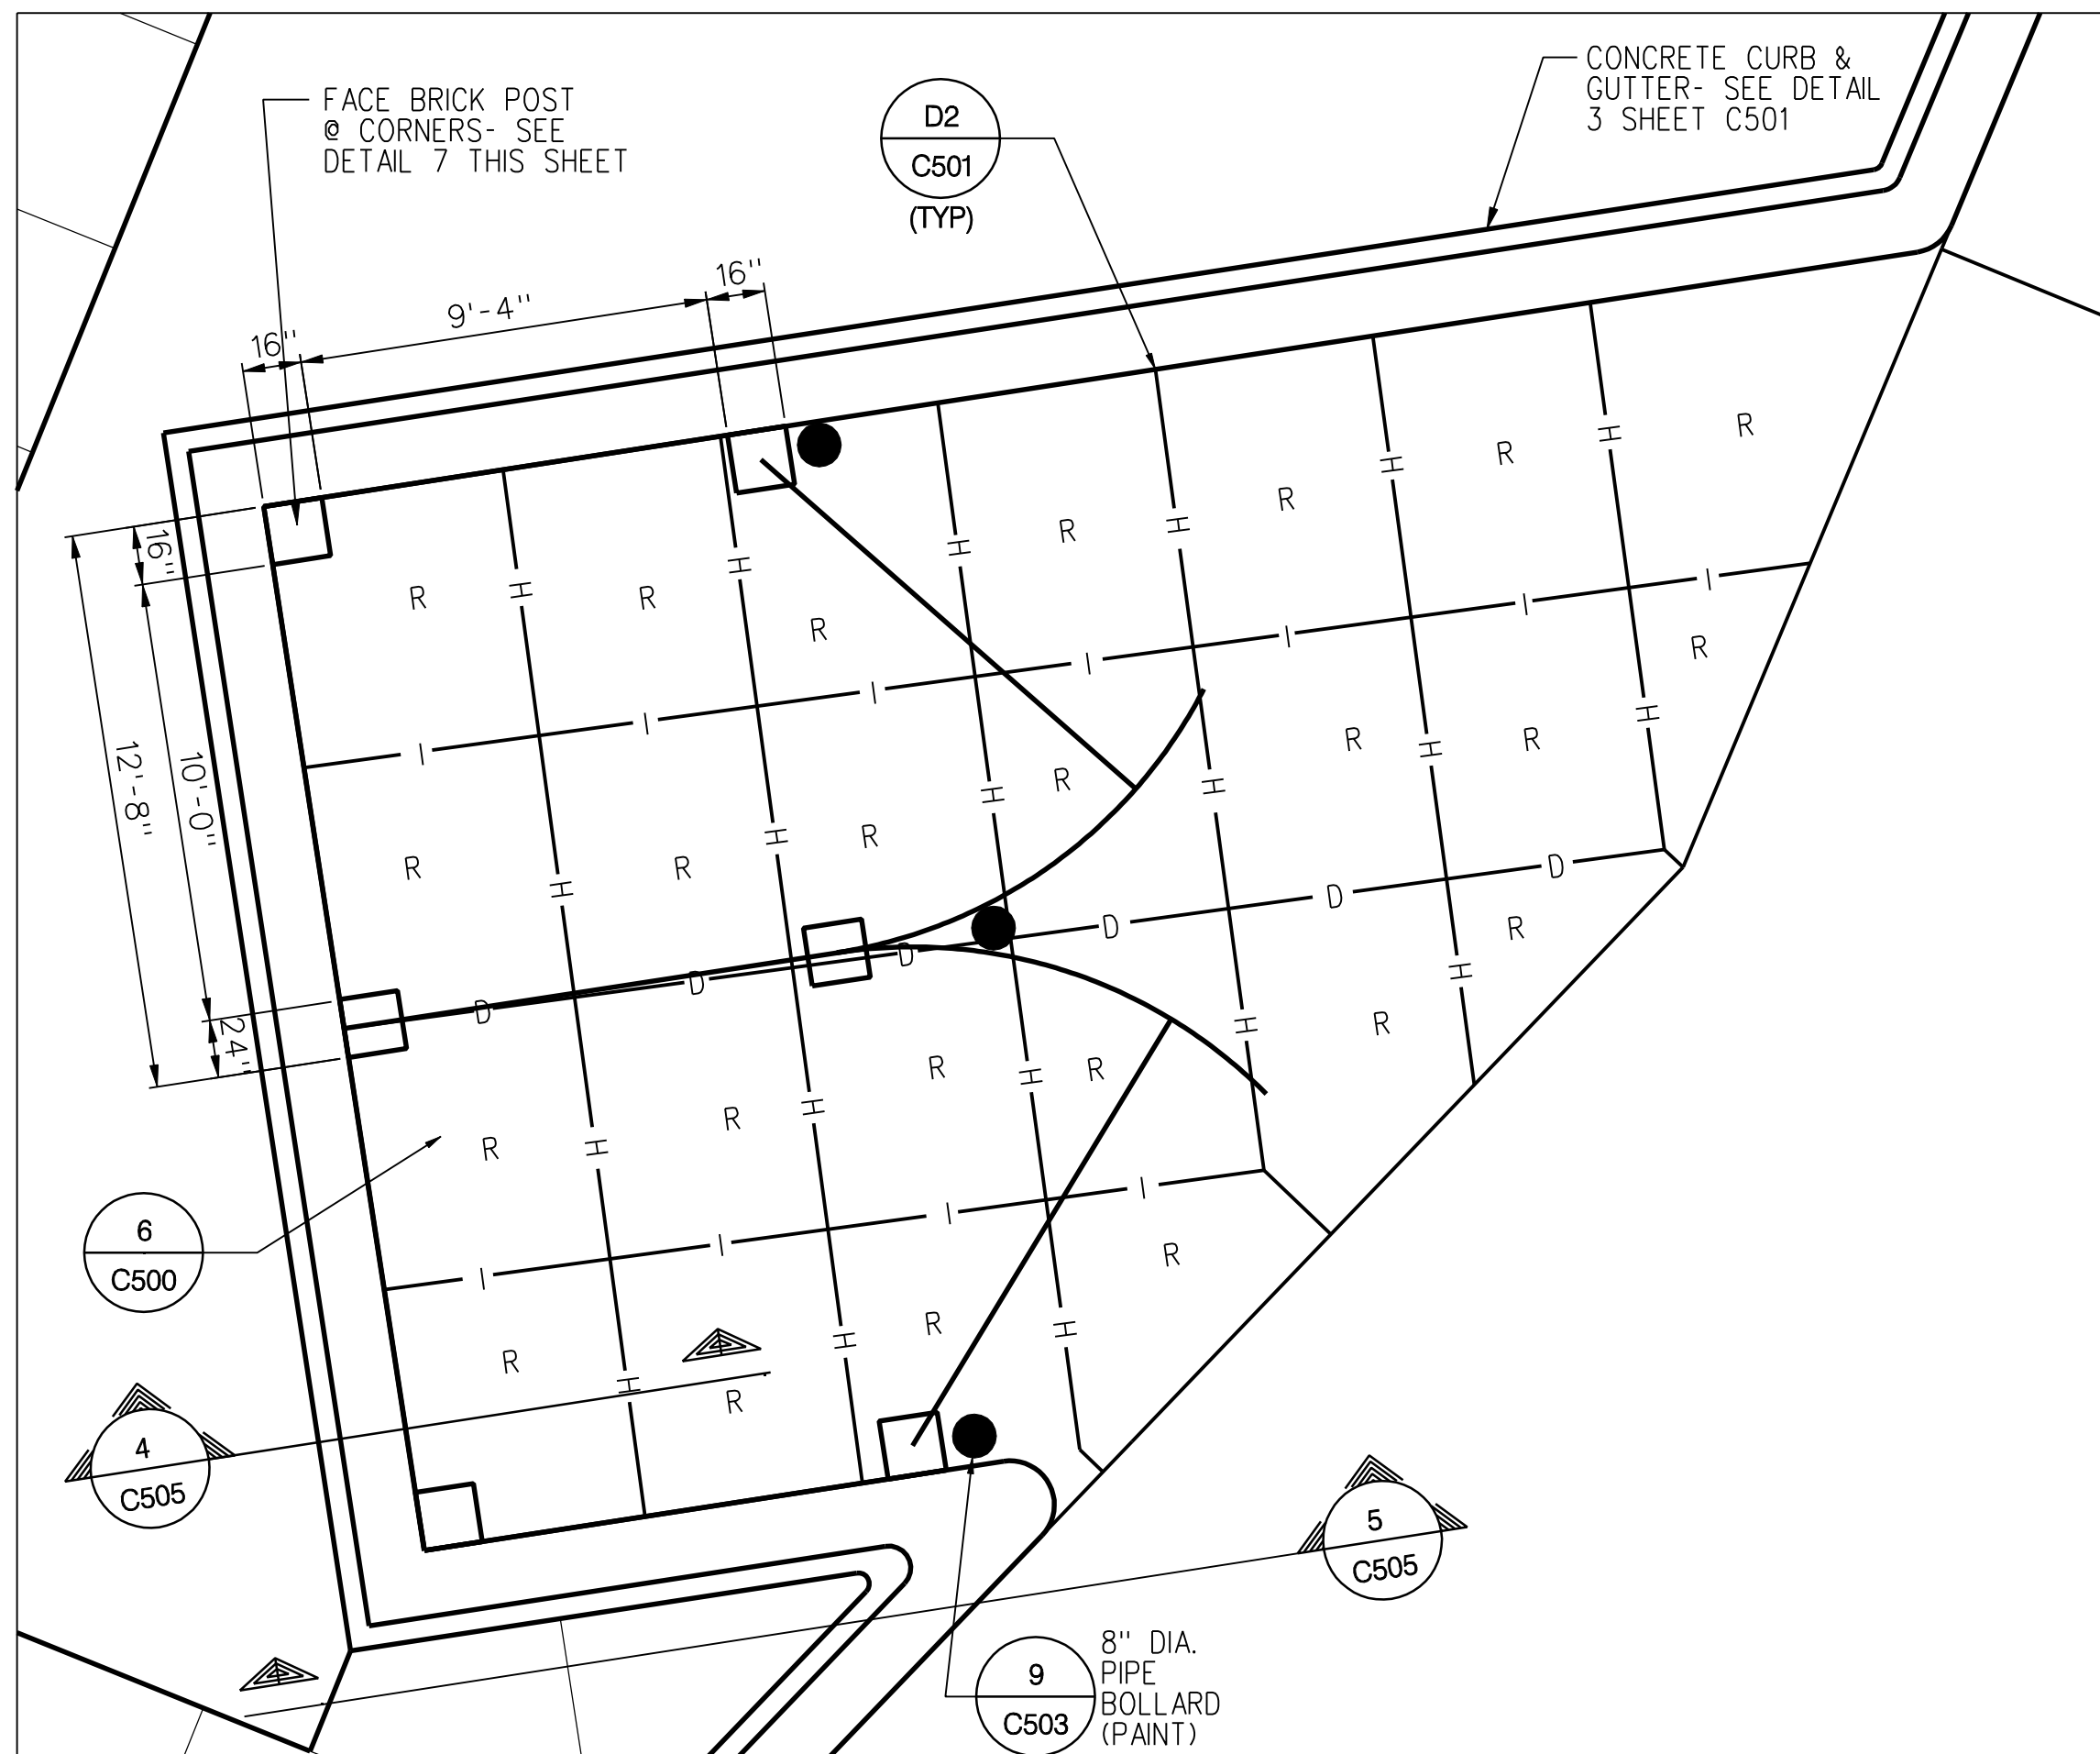 FACE BRICK POST
@ CORNERS- SEE
DETAIL 7 THIS SHEET
D2
C501
(TYP)
CONCRETE CURB &
GUTTER- SEE DETAIL
3 SHEET C501
16"
9'-4"
16"
16"
10'-0"
12'-8"
24"
R
R
R
R
R
R
R
H
H
H
H
H
H
I
I
I
I
I
I
I
R
R
R
R
R
R
R
H
H
H
H
H
H
D
D
D
D
D
D
D
R
R
R
R
R
R
H
H
H
H
H
I
I
I
I
R
R
R
R
H
H
H
6
C500
4
C505
5
C505
9
C503
8" DIA.
PIPE
BOLLARD
(PAINT)